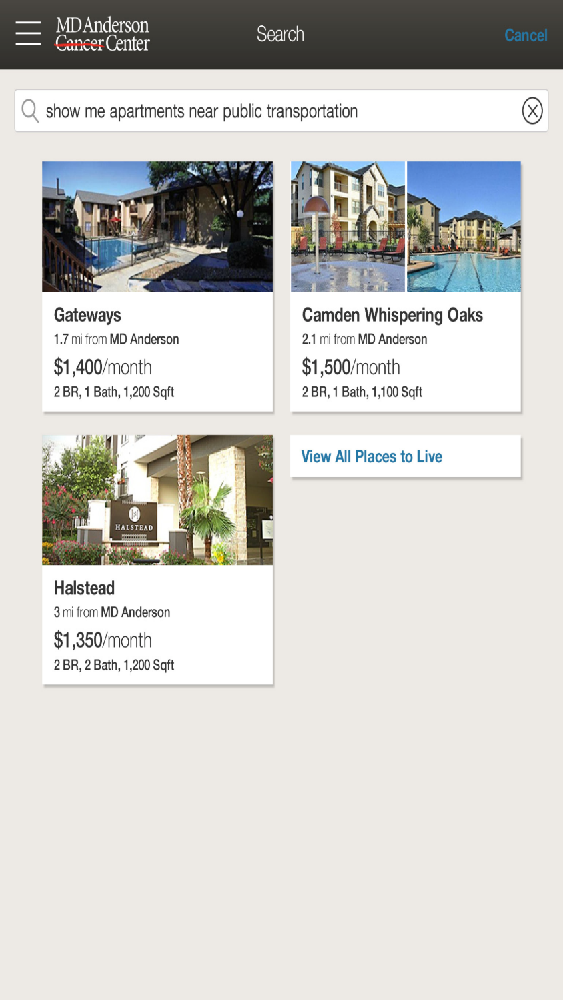 MD Anderson
Cancer Center
Search
Cancel
show me apartments near public transportation
Gateways
1.7 mi from MD Anderson
$1,400/month
2 BR, 1 Bath, 1,200 Sqft
Camden Whispering Oaks
2.1 mi from MD Anderson
$1,500/month
2 BR, 1 Bath, 1,100 Sqft
HALSTEAD
Halstead
3 mi from MD Anderson
$1,350/month
2 BR, 2 Bath, 1,200 Sqft
View All Places to Live